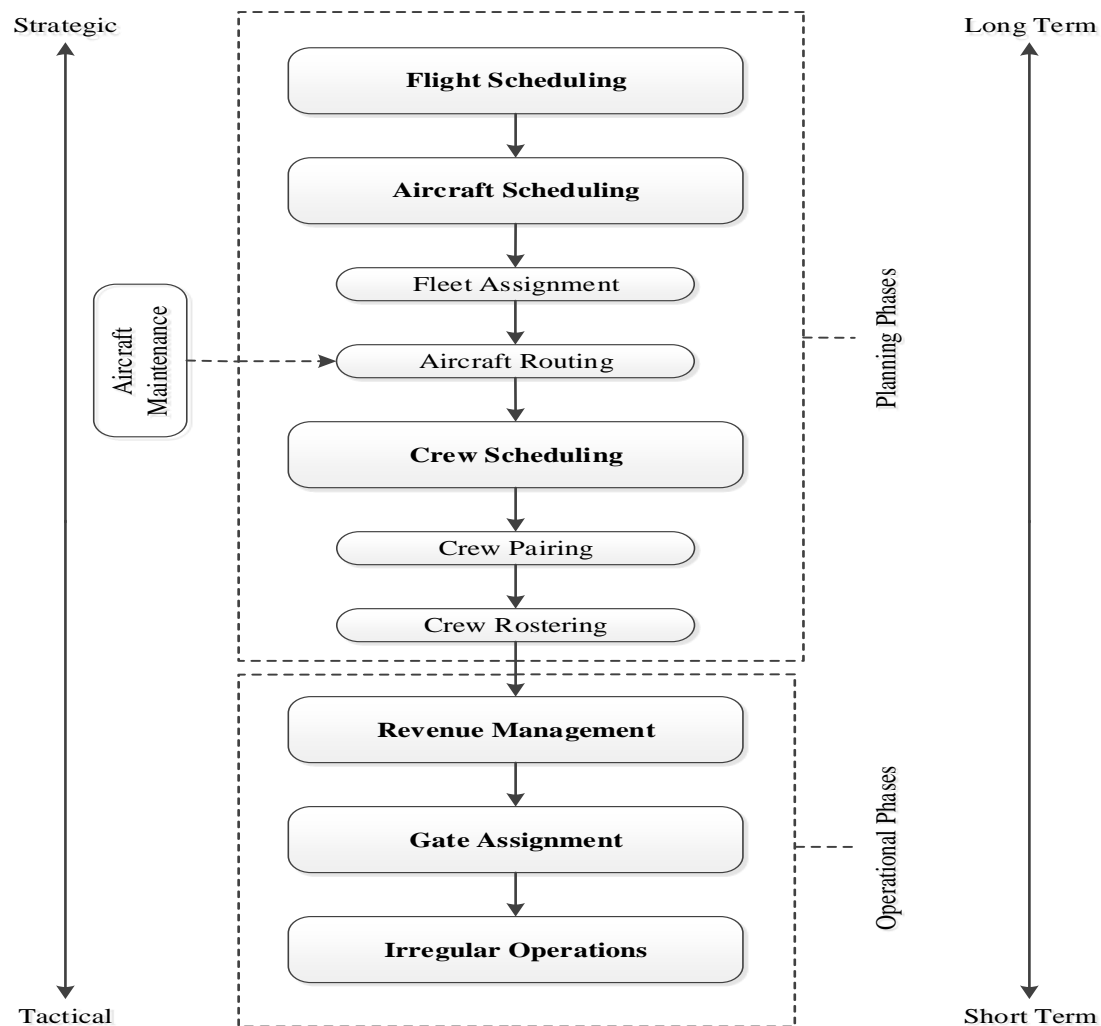 Strategic
Long Term
Flight Scheduling
Aircraft Scheduling
Fleet Assignment
Aircraft
Maintenance
Aircraft Routing
Planning Phases
Crew Scheduling
Crew Pairing
Crew Rostering
Revenue Management
Gate Assignment
Operational Phases
Irregular Operations
Tactical
Short Term